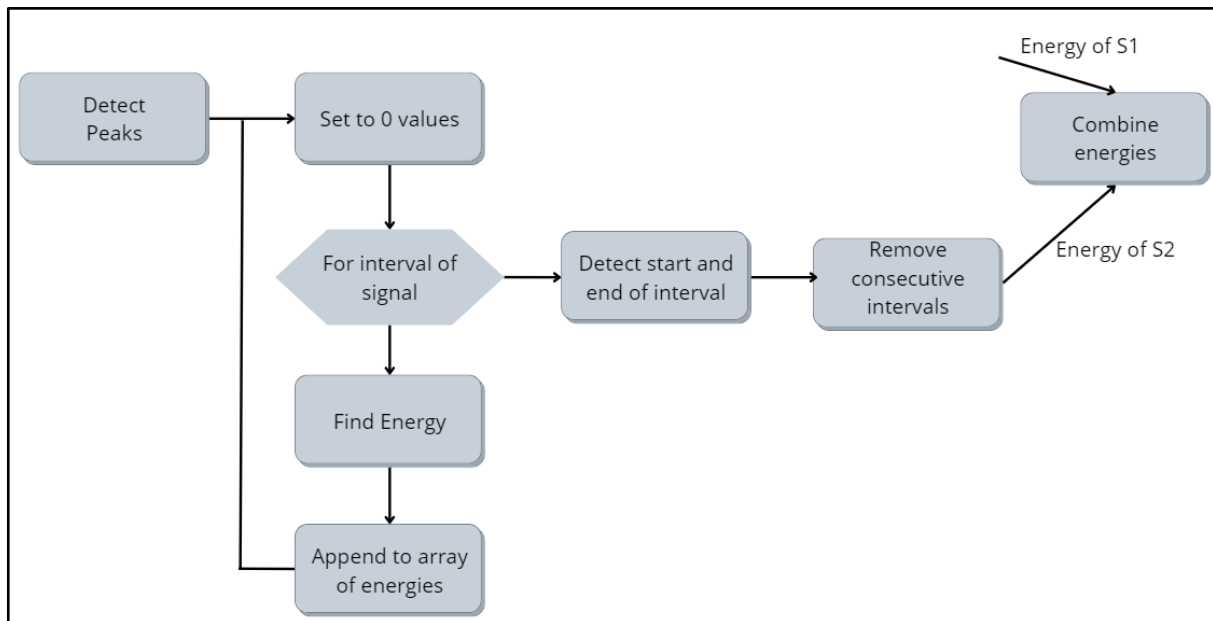 Detect
Peaks
Set to 0 values
For interval of
signal
Find Energy
Append to array
of energies
Detect start and
end of interval
Remove
consecutive
intervals
Energy of S1
Energy of S2
Combine
energies